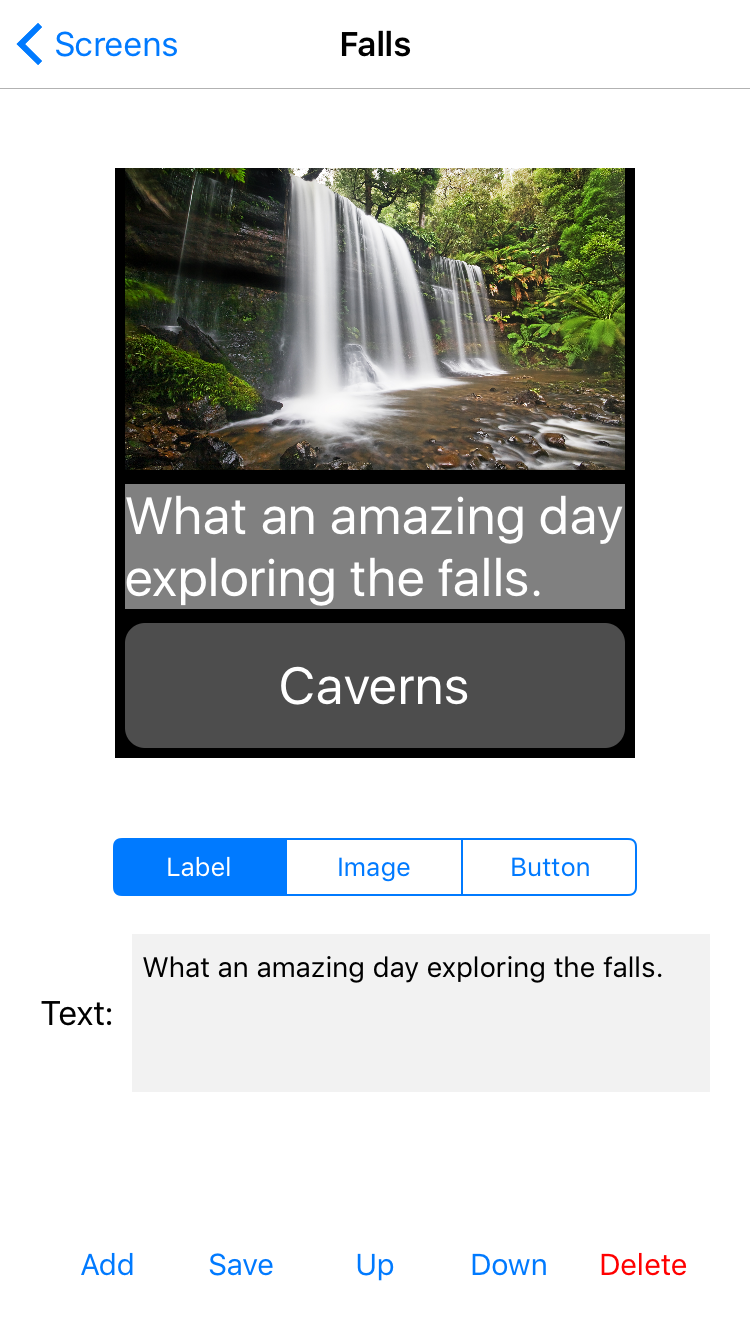 Screens
Falls
What an amazing day
exploring the falls.
Caverns
Label
Image
Button
Text:
What an amazing day exploring the falls.
Add
Save
Up
Down
Delete